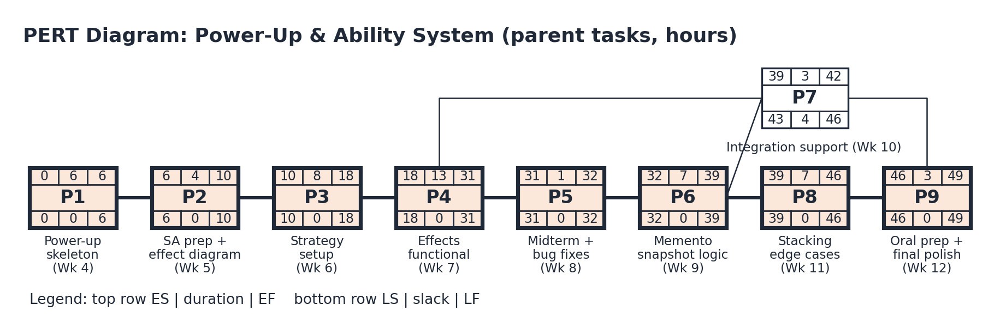 PERT Diagram: Power-Up & Ability System (parent tasks, hours)
39 3 42
P7
43 4 46
Integration support (Wk 10)
0 6 6
P1
0 0 6
Power-up
skeleton
(Wk 4)
6 4 10
P2
6 0 10
SA prep +
effect diagram
(Wk 5)
10 8 18
P3
10 0 18
Strategy
setup
(Wk 6)
18 13 31
P4
18 0 31
Effects
functional
(Wk 7)
31 1 32
P5
31 0 32
Midterm +
bug fixes
(Wk 8)
32 7 39
P6
32 0 39
Memento
snapshot logic
(Wk 9)
39 7 46
P8
39 0 46
Stacking
edge cases
(Wk 11)
46 3 49
P9
46 0 49
Oral prep +
final polish
(Wk 12)
Legend: top row ES | duration | EF bottom row LS | slack | LF